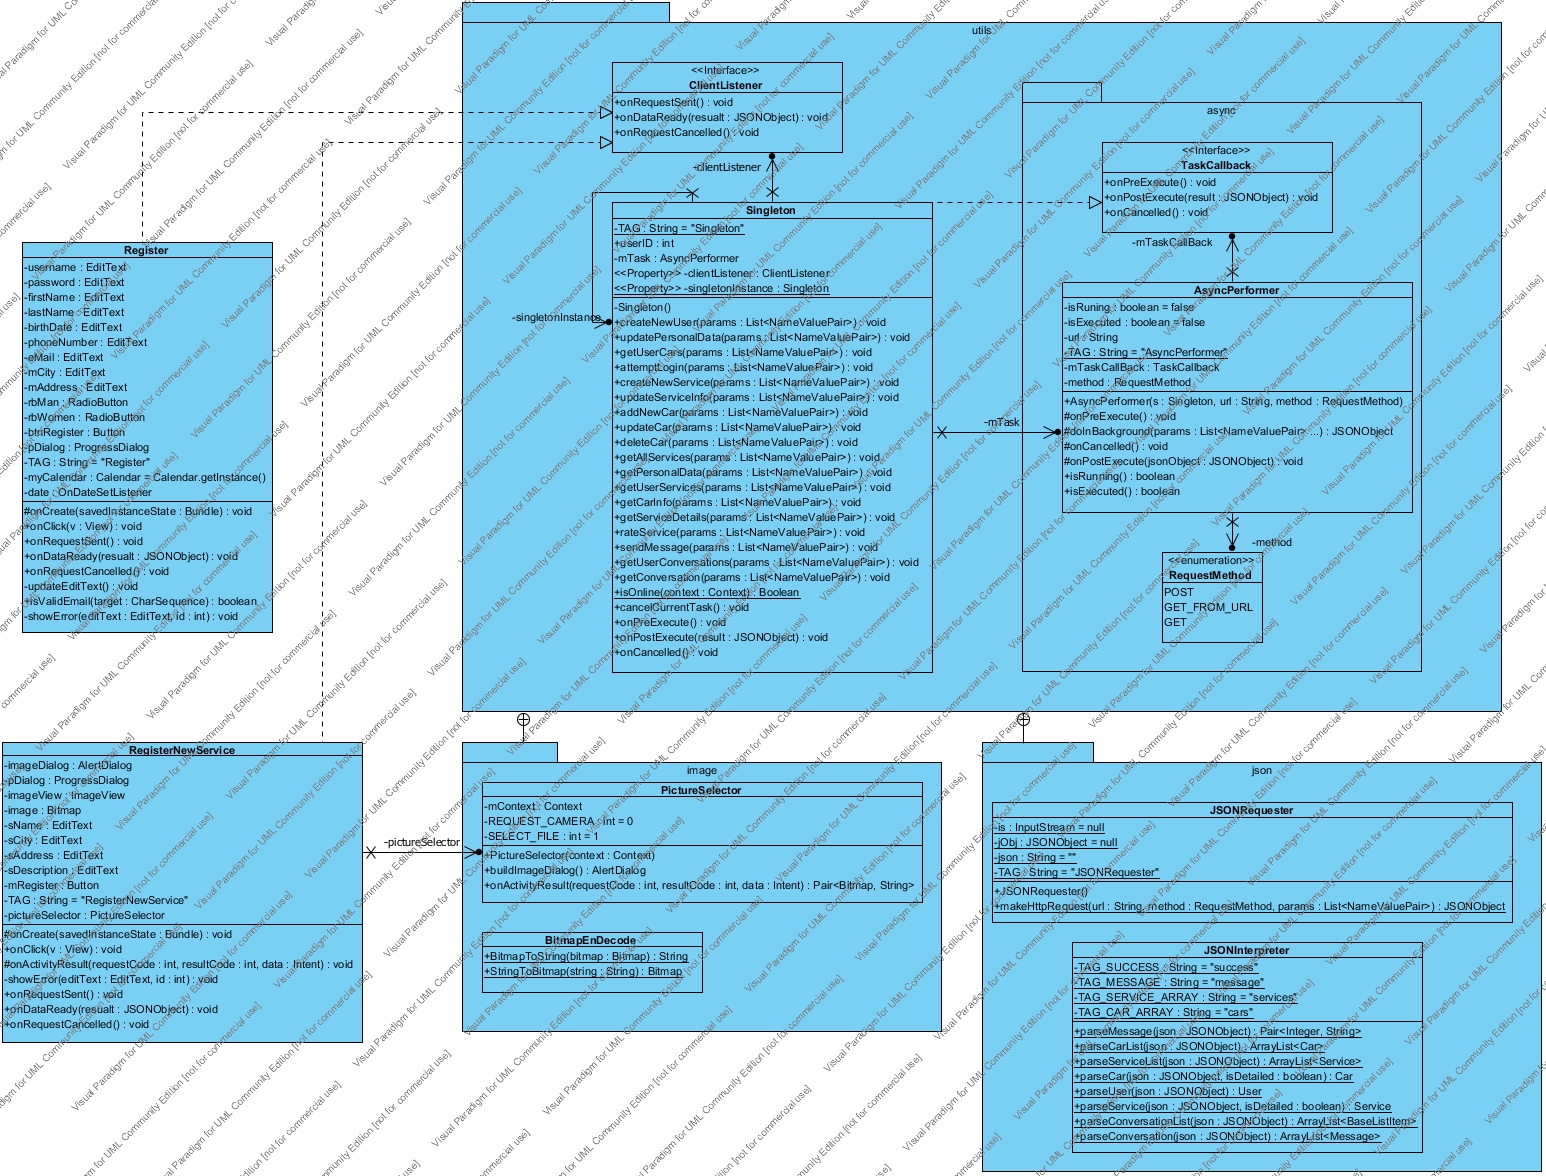 utils
<<Interface>>
ClientListener
+onRequestSent() : void
+onDataReady(resualt : JSONObject) : void
+onRequestCancelled() : void
-clientListener
async
<<Interface>>
TaskCallback
+onPreExecute() : void
+onPostExecute(result : JSONObject) : void
+onCancelled() : void
-mTaskCallBack
Register
-username : EditText
-password : EditText
-firstName : EditText
-lastName : EditText
-birthDate : EditText
-phoneNumber : EditText
-eMail : EditText
-mCity : EditText
-mAddress : EditText
-rbMan : RadioButton
-rbWomen : RadioButton
-btnRegister : Button
-pDialog : ProgressDialog
-TAG : String = "Register"
-myCalendar : Calendar = Calendar.getInstance()
-date : OnDateSetListener
#onCreate(savedInstanceState : Bundle) : void
+onClick(v : View) : void
+onRequestSent() : void
+onDataReady(resualt : JSONObject) : void
+onRequestCancelled() : void
-updateEditText() : void
+isValidEmail(target : CharSequence) : boolean
-showError(editText : EditText, id : int) : void
Singleton
-TAG : String = "Singleton"
+userID : int
-mTask : AsyncPerformer
<<Property>> -clientListener : ClientListener
<<Property>> -singletonInstance : Singleton
-Singleton()
+createNewUser(params : List<NameValuePair>) : void
+updatePersonalData(params : List<NameValuePair>) : void
+getUserCars(params : List<NameValuePair>) : void
+attemptLogin(params : List<NameValuePair>) : void
+createNewService(params : List<NameValuePair>) : void
+updateServiceInfo(params : List<NameValuePair>) : void
+addNewCar(params : List<NameValuePair>) : void
+updateCar(params : List<NameValuePair>) : void
+deleteCar(params : List<NameValuePair>) : void
+getAllServices(params : List<NameValuePair>) : void
+getPersonalData(params : List<NameValuePair>) : void
+getUserServices(params : List<NameValuePair>) : void
+getCarInfo(params : List<NameValuePair>) : void
+getServiceDetails(params : List<NameValuePair>) : void
+rateService(params : List<NameValuePair>) : void
+sendMessage(params : List<NameValuePair>) : void
+getUserConversations(params : List<NameValuePair>) : void
+getConversation(params : List<NameValuePair>) : void
+isOnline(context : Context) : Boolean
+cancelCurrentTask() : void
+onPreExecute() : void
+onPostExecute(result : JSONObject) : void
+onCancelled() : void
-singletonInstance
-mTask
AsyncPerformer
-isRuning : boolean = false
-isExecuted : boolean = false
-url : String
-TAG : String = "AsyncPerformer"
-mTaskCallBack : TaskCallback
-method : RequestMethod
+AsyncPerformer(s : Singleton, url : String, method : RequestMethod)
#onPreExecute() : void
#doInBackground(params : List<NameValuePair> ...) : JSONObject
#onCancelled() : void
#onPostExecute(jsonObject : JSONObject) : void
+isRunning() : boolean
+isExecuted() : boolean
-method
<<enumeration>>
RequestMethod
POST
GET_FROM_URL
GET
RegisterNewService
-imageDialog : AlertDialog
-pDialog : ProgressDialog
-imageView : ImageView
-image : Bitmap
-sName : EditText
-sCity : EditText
-sAddress : EditText
-sDescription : EditText
-mRegister : Button
-TAG : String = "RegisterNewService"
-pictureSelector : PictureSelector
#onCreate(savedInstanceState : Bundle) : void
+onClick(v : View) : void
#onActivityResult(requestCode : int, resultCode : int, data : Intent) : void
-showError(editText : EditText, id : int) : void
+onRequestSent() : void
+onDataReady(resualt : JSONObject) : void
+onRequestCancelled() : void
-pictureSelector
image
PictureSelector
-mContext : Context
-REQUEST_CAMERA : int = 0
-SELECT_FILE : int = 1
+PictureSelector(context : Context)
+buildImageDialog() : AlertDialog
+onActivityResult(requestCode : int, resultCode : int, data : Intent) : Pair<Bitmap, String>
BitmapEnDecode
+BitmapToString(bitmap : Bitmap) : String
+StringToBitmap(string : String) : Bitmap
json
JSONRequester
-is : InputStream = null
-jObj : JSONObject = null
-json : String = ""
-TAG : String = "JSONRequester"
+JSONRequester()
+makeHttpRequest(url : String, method : RequestMethod, params : List<NameValuePair>) : JSONObject
JSONInterpreter
-TAG_SUCCESS : String = "success"
-TAG_MESSAGE : String = "message"
-TAG_SERVICE_ARRAY : String = "services"
-TAG_CAR_ARRAY : String = "cars"
+parseMessage(json : JSONObject) : Pair<Integer, String>
+parseCarList(json : JSONObject) : ArrayList<Car>
+parseServiceList(json : JSONObject) : ArrayList<Service>
+parseCar(json : JSONObject, isDetailed : boolean) : Car
+parseUser(json : JSONObject) : User
+parseService(json : JSONObject, isDetailed : boolean) : Service
+parseConversationList(json : JSONObject) : ArrayList<BaseListItem>
+parseConversation(json : JSONObject) : ArrayList<Message>
Visual Paradigm for UML Community Edition [not for commercial use]